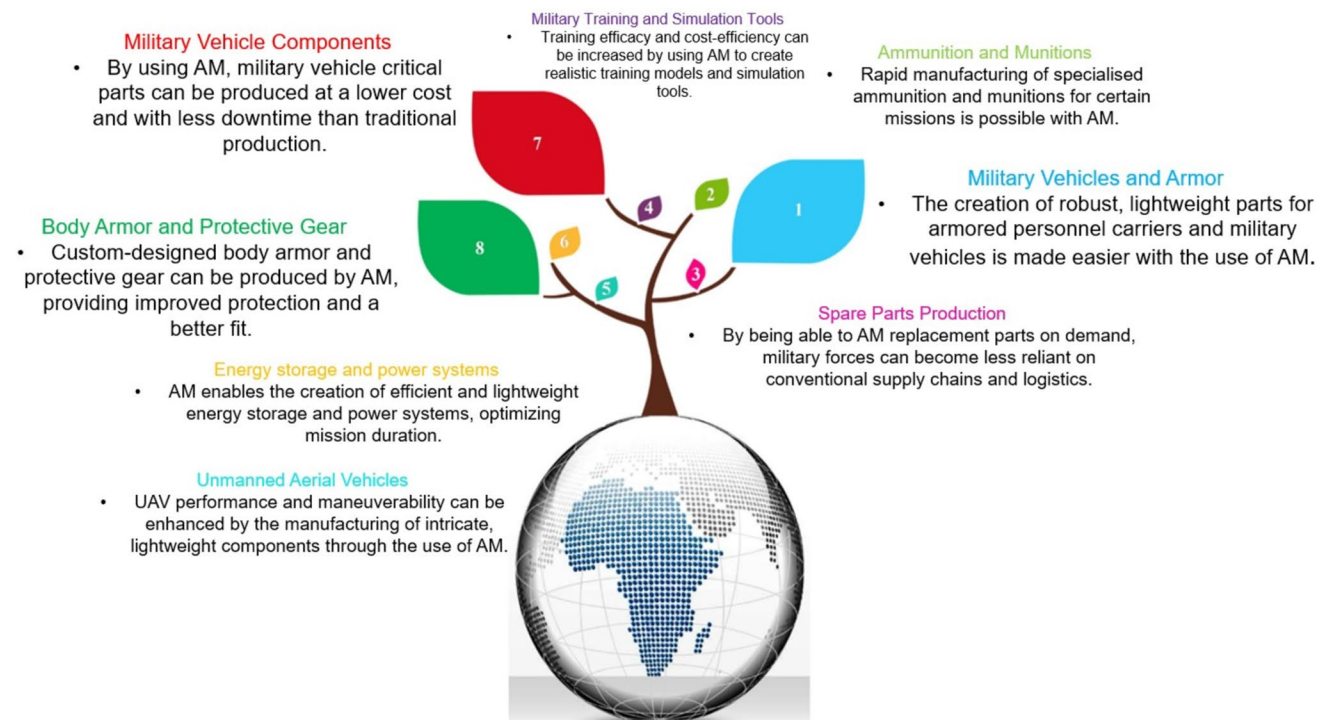 Military Training and Simulation Tools
• Training efficacy and cost-efficiency can
be increased by using AM to create
realistic training models and simulation
tools.
Military Vehicle Components
• By using AM, military vehicle critical
parts can be produced at a lower cost
and with less downtime than traditional
production.
Ammunition and Munitions
• Rapid manufacturing of specialised
ammunition and munitions for certain
missions is possible with AM.
7
4
2
1
Military Vehicles and Armor
• The creation of robust, lightweight parts for
armored personnel carriers and military
vehicles is made easier with the use of AM.
Body Armor and Protective Gear
• Custom-designed body armor and
protective gear can be produced by AM,
providing improved protection and a
better fit.
8
6
5
3
Spare Parts Production
• By being able to AM replacement parts on demand,
military forces can become less reliant on
conventional supply chains and logistics.
Energy storage and power systems
• AM enables the creation of efficient and lightweight
energy storage and power systems, optimizing
mission duration.
Unmanned Aerial Vehicles
• UAV performance and maneuverability can be
enhanced by the manufacturing of intricate,
lightweight components through the use of AM.